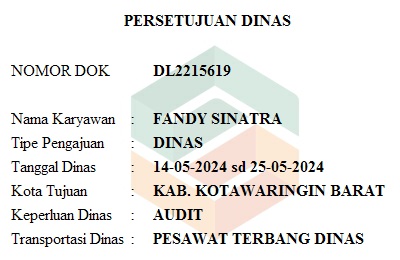 PERSETUJUAN DINAS
NOMOR DOK DL2215619
Nama Karyawan : FANDY SINATRA
Tipe Pengajuan : DINAS
Tanggal Dinas : 14-05-2024 sd 25-05-2024
Kota Tujuan : KAB. KOTAWARINGIN BARAT
Keperluan Dinas : AUDIT
Transportasi Dinas : PESAWAT TERBANG DINAS